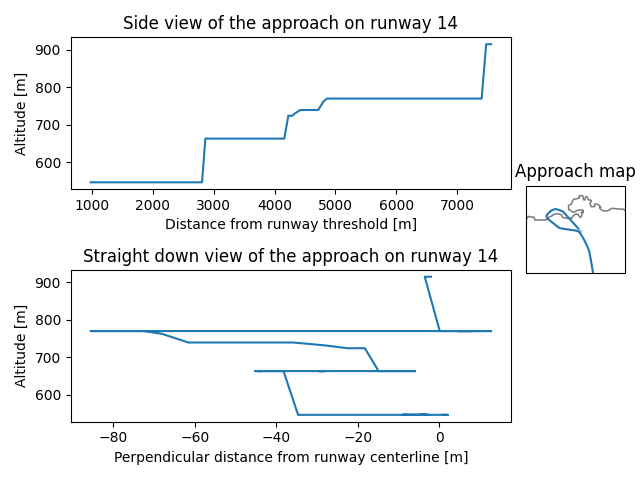 Side view of the approach on runway 14
900
800
700
600
Altitude [m]
1000 2000 3000 4000 5000 6000 7000
Distance from runway threshold [m]
Approach map
Straight down view of the approach on runway 14
900
800
700
600
Altitude [m]
−80 −60 −40 −20 0
Perpendicular distance from runway centerline [m]